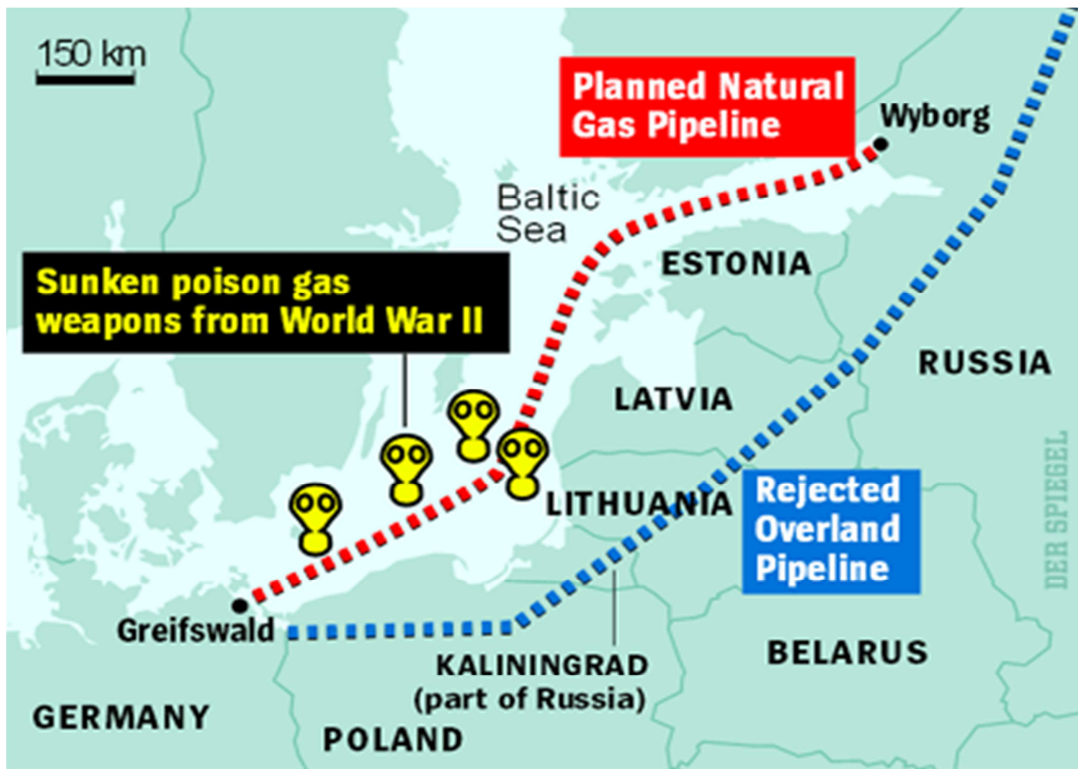 150 km
Planned Natural
Gas Pipeline
Wyborg
Baltic
Sea
ESTONIA
Sunken poison gas
weapons from World War II
RUSSIA
LATVIA
LITHUANIA
Rejected
Overland
Pipeline
DER SPIEGEL
Greifswald
KALININGRAD
(part of Russia)
BELARUS
GERMANY
POLAND